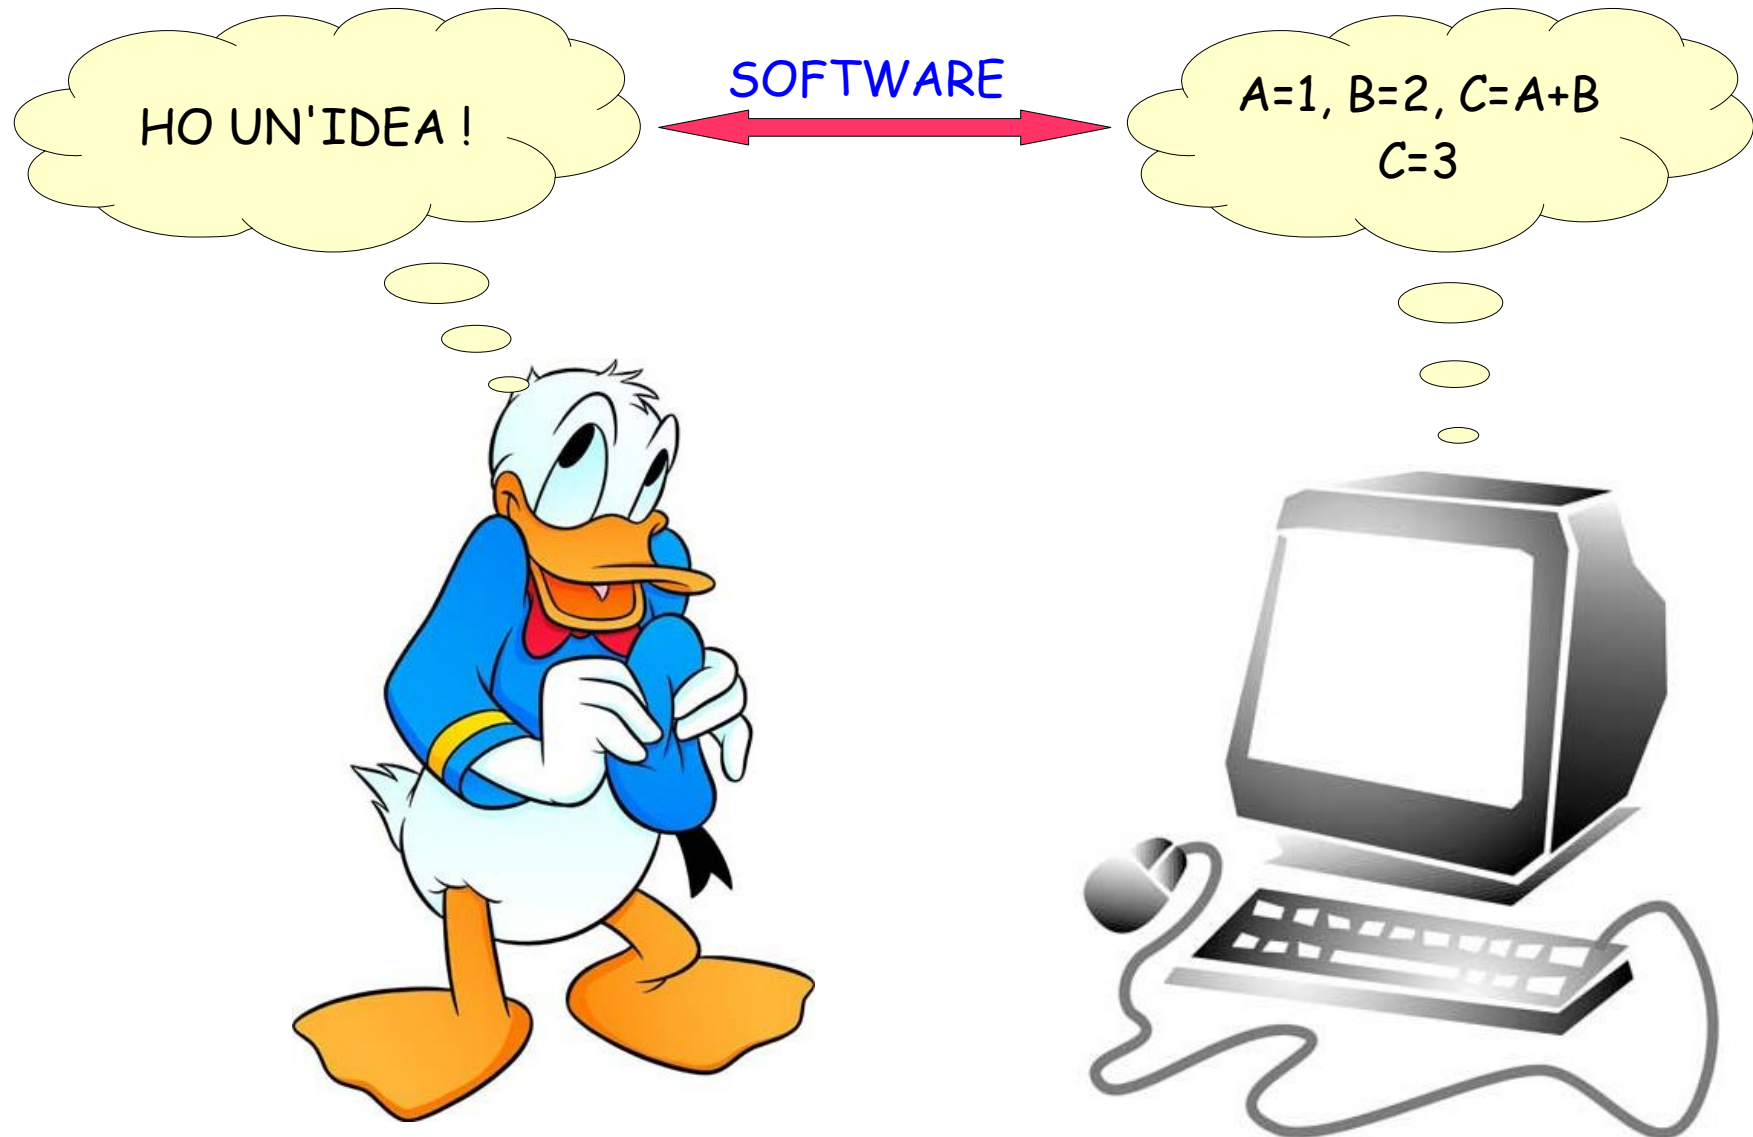 HO UN'IDEA !
SOFTWARE
A=1, B=2, C=A+B
C=3